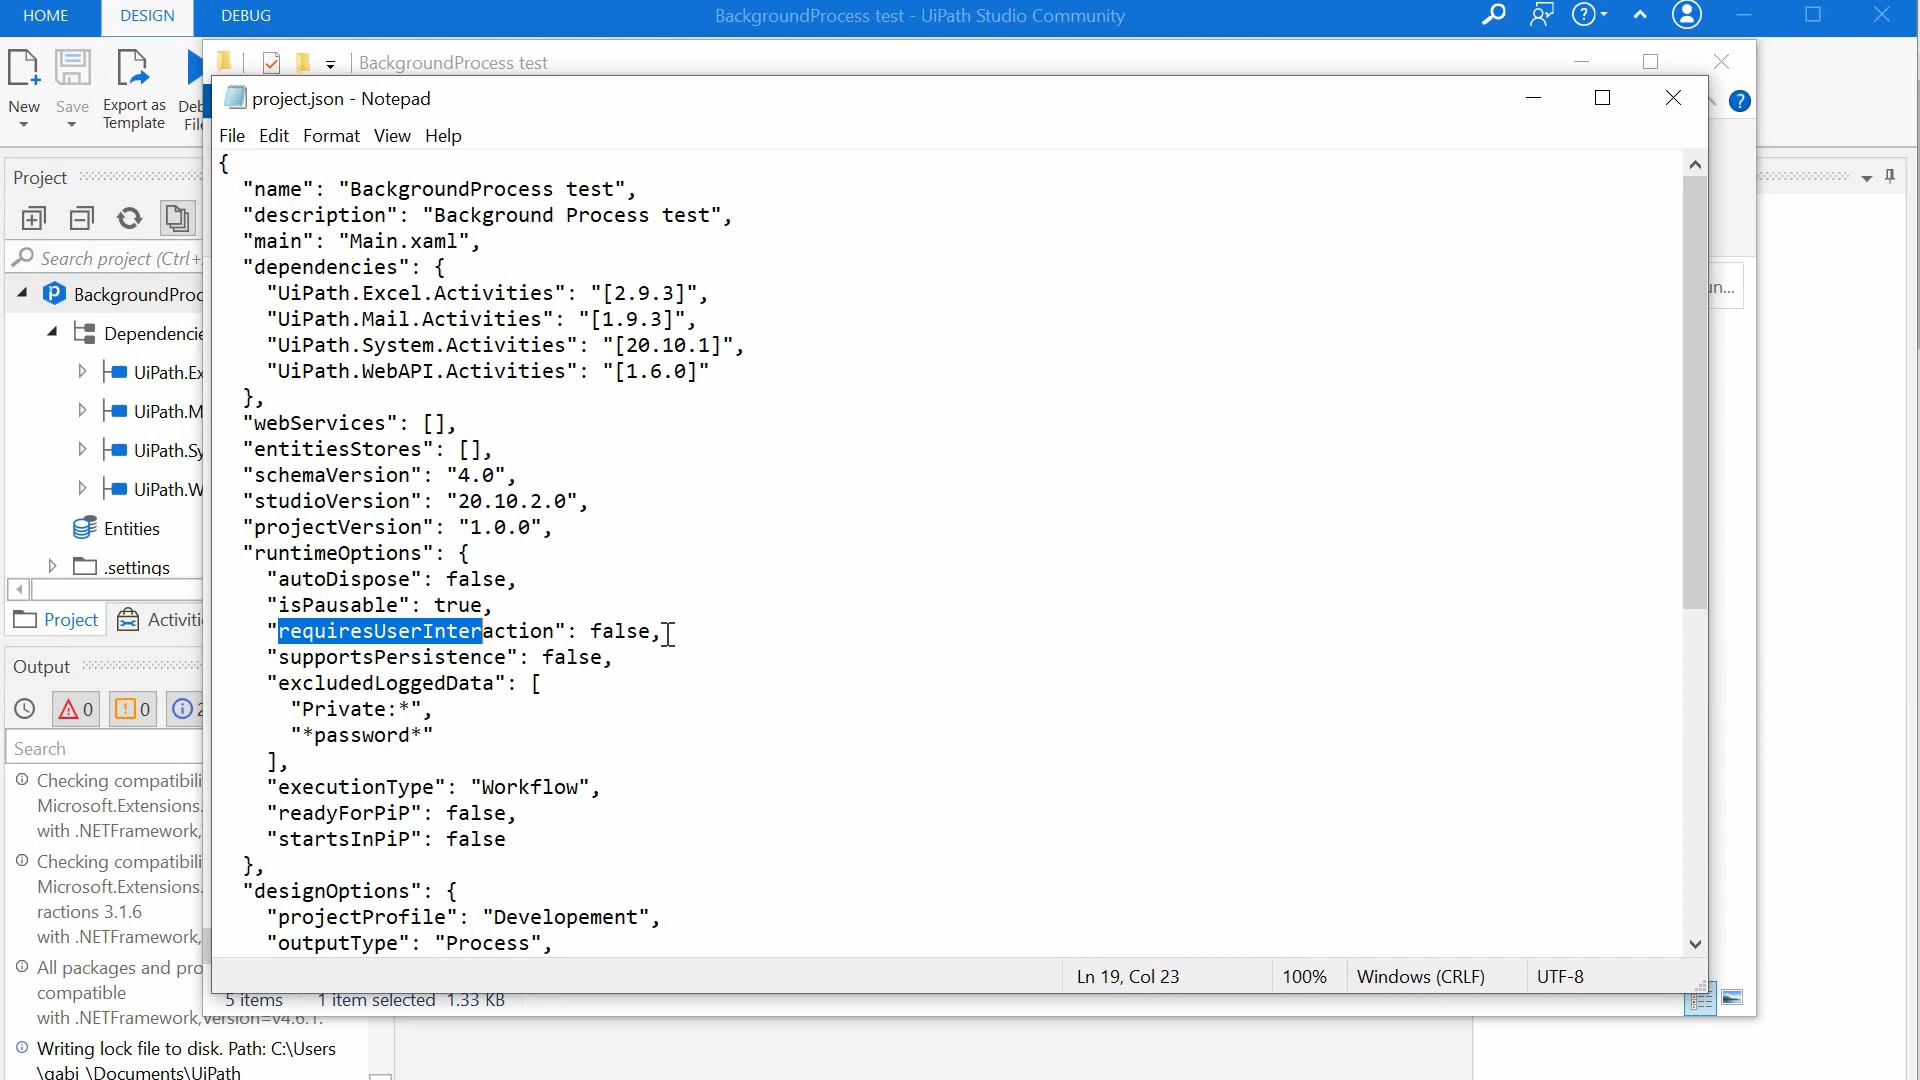 HOME DESIGN DEBUG BackgroundProcess test - UiPath Studio Community
New Save Export as Template
BackgroundProcess test
project.json - Notepad
File Edit Format View Help
{
"name": "BackgroundProcess test",
"description": "Background Process test",
"main": "Main.xaml",
"dependencies": {
"UiPath.Excel.Activities": "[2.9.3]",
"UiPath.Mail.Activities": "[1.9.3]",
"UiPath.System.Activities": "[20.10.1]",
"UiPath.WebAPI.Activities": "[1.6.0]"
},
"webServices": [],
"entitiesStores": [],
"schemaVersion": "4.0",
"studioVersion": "20.10.2.0",
"projectVersion": "1.0.0",
"runtimeOptions": {
"autoDispose": false,
"isPausable": true,
"requiresUserInteraction": false,
"supportsPersistence": false,
"excludedLoggedData": [
"Private:*",
"*password*"
],
"executionType": "Workflow",
"readyForPiP": false,
"startsInPiP": false
},
"designOptions": {
"projectProfile": "Developement",
"outputType": "Process",
Ln 19, Col 23 100% Windows (CRLF) UTF-8
5 items 1 item selected 1.33 KB
Project
Search project (Ctrl+
BackgroundProc
Dependencie
UiPath.Ex
UiPath.M
UiPath.Sy
UiPath.W
Entities
.settings
Project Activiti
Output
0 0 2
Search
Checking compatibili
Microsoft.Extensions.
with .NETFramework,
Checking compatibili
Microsoft.Extensions.
ractions 3.1.6
with .NETFramework,
All packages and pro
compatible
with .NETFramework,Version=v4.6.1.
Writing lock file to disk. Path: C:\Users
\gabi_\Documents\UiPath